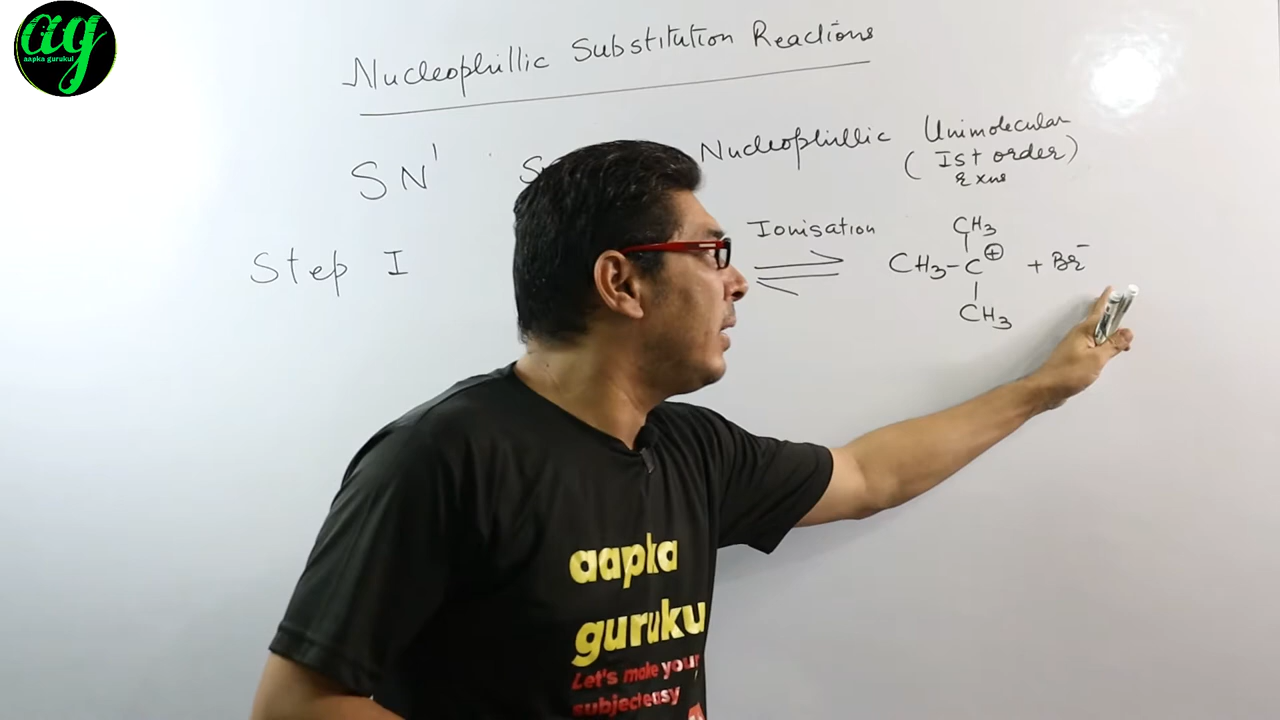 ag
aapka gurukul
Nucleophillic Substitution Reactions
SN¹ Nucleophillic Unimolecular
(Ist order)
rxns
Step I
Ionisation
CH3
CH3-C⊕ + Br⁻
CH3
aapka
guruku
Let's make your
subject easy